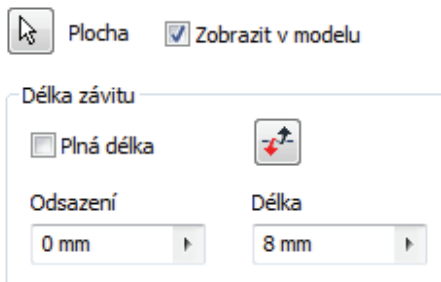 Plocha Zobrazit v modelu
Délka závitu
Plná délka
Odsazení Délka
0 mm 8 mm